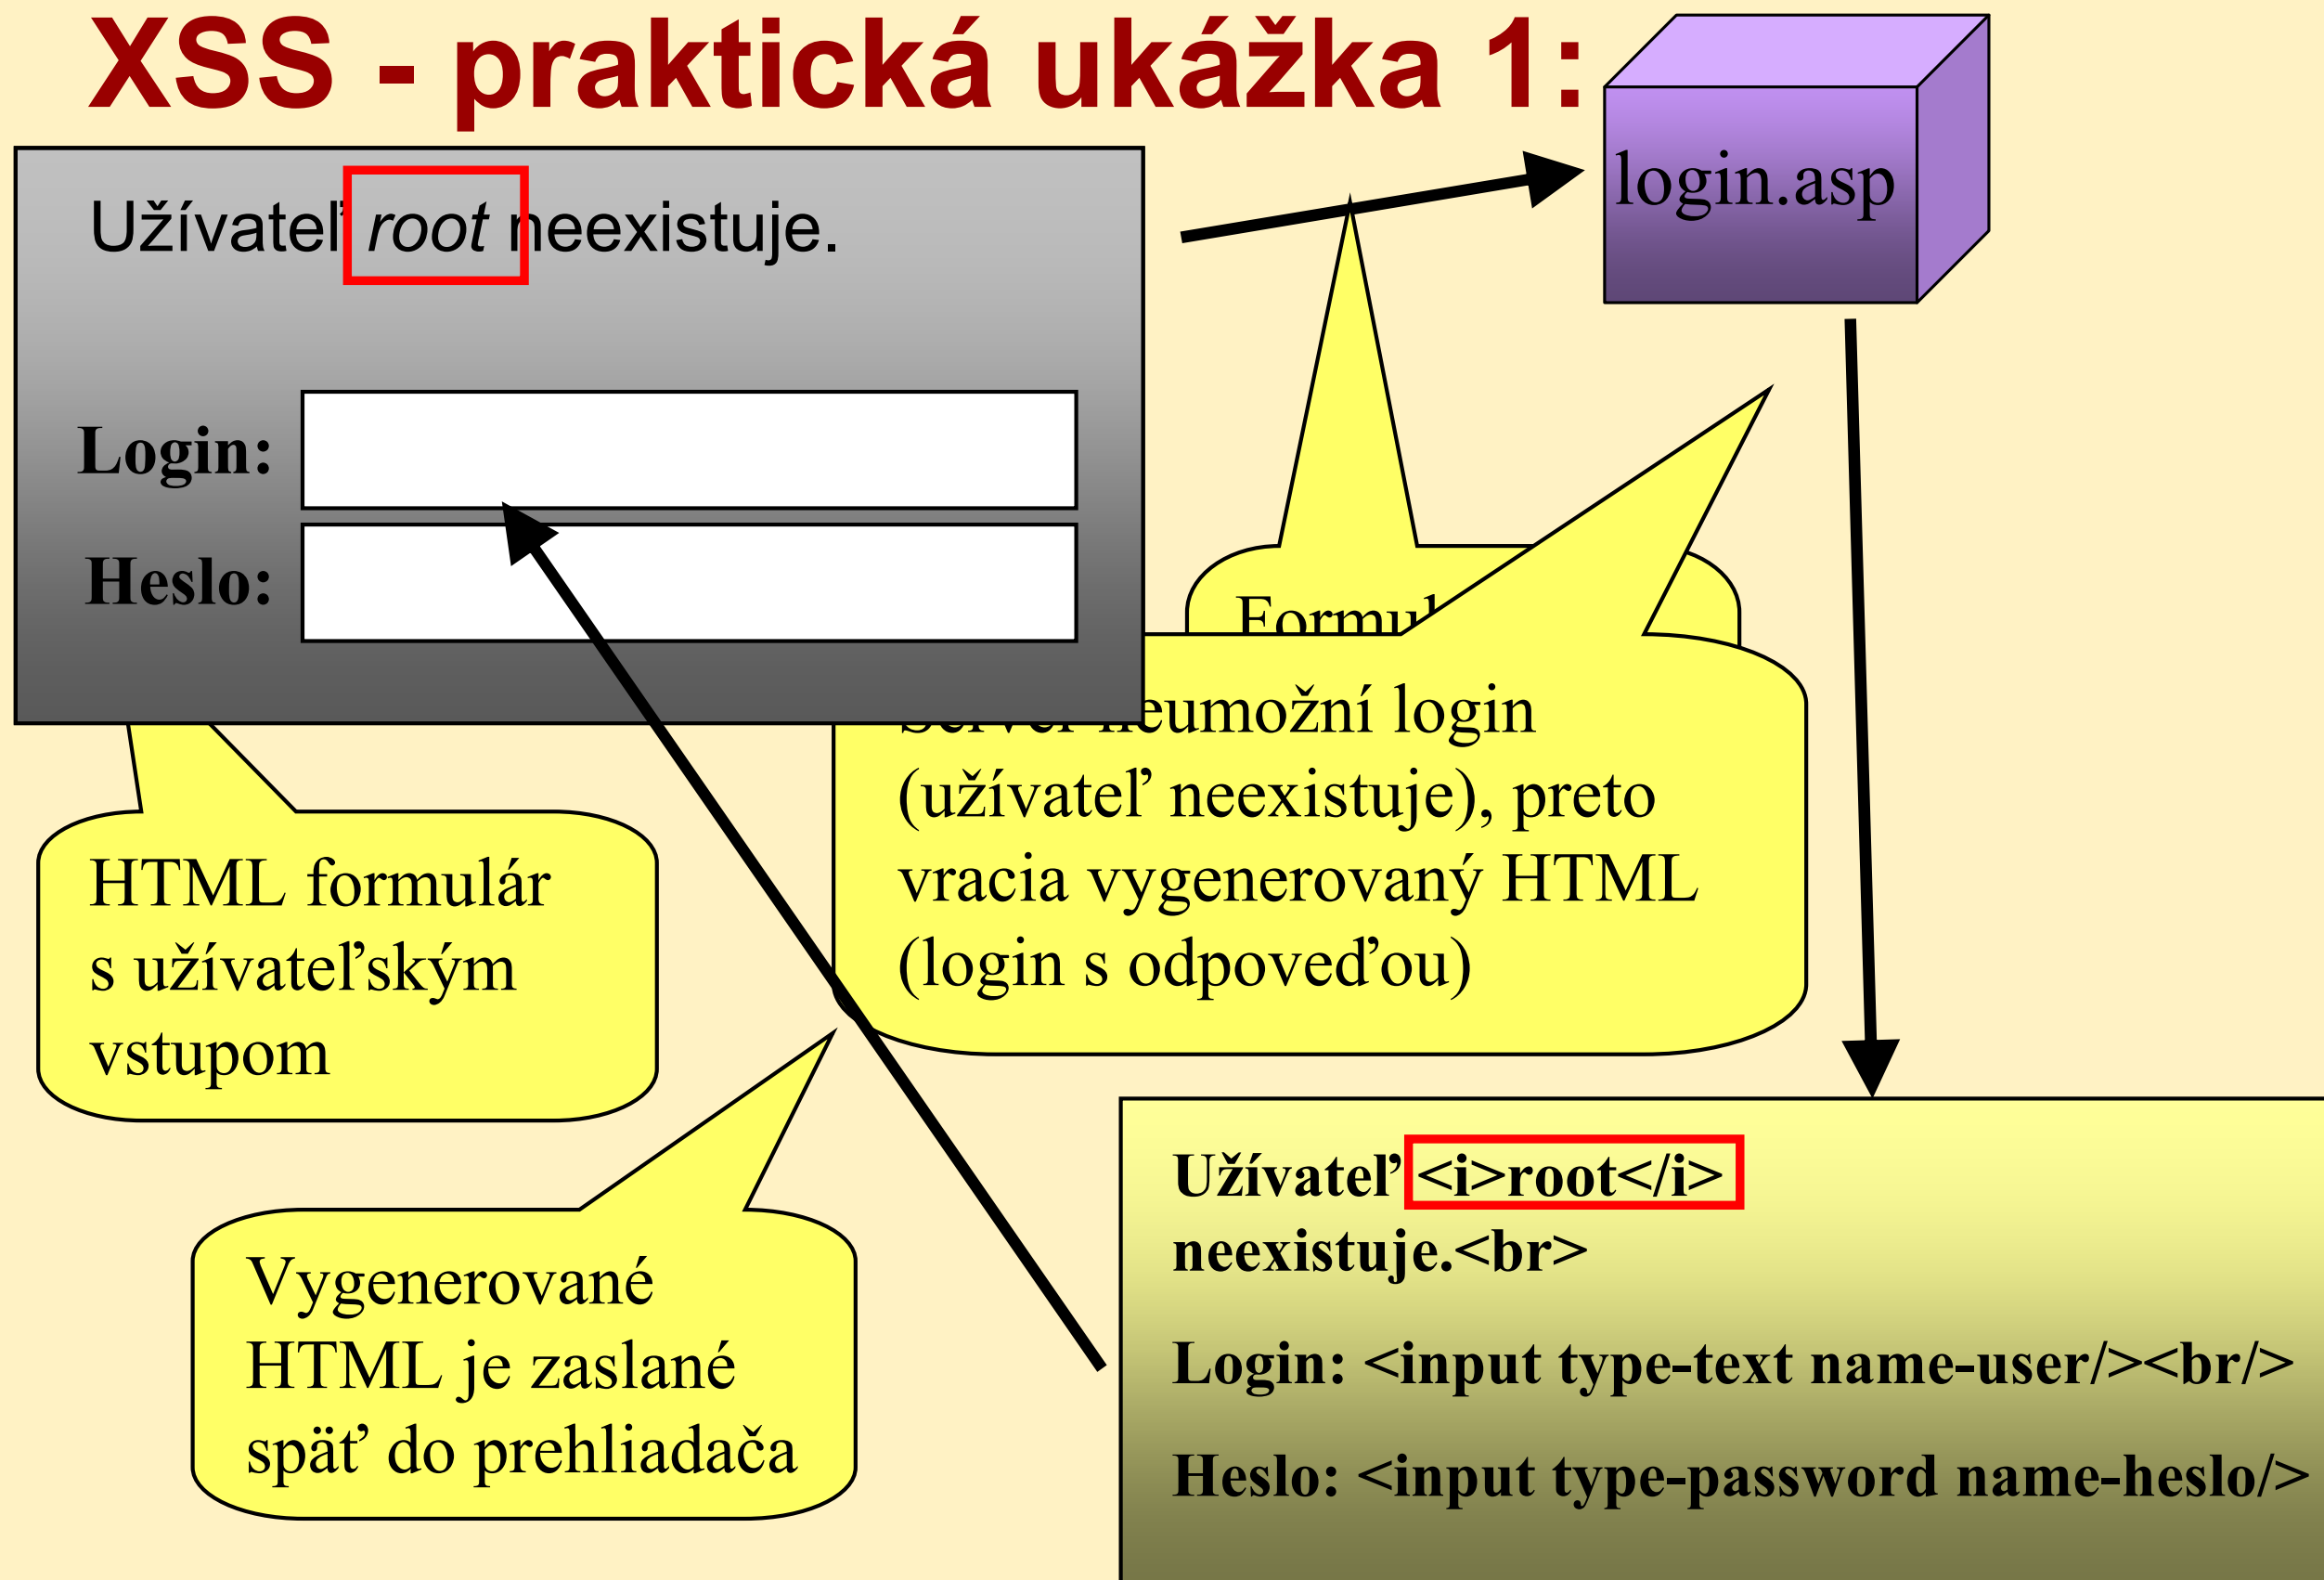 XSS - praktická ukážka 1:
login.asp
Užívateľ root neexistuje.
Login:
Heslo:
neumožní login
(užívateľ neexistuje), preto
vracia vygenerovaný HTML
(login s odpoveďou)
HTML formulár
s užívateľským
vstupom
Vygenerované
HTML je zaslané
späť do prehliadača
Užívateľ <i>root</i>
neexistuje.<br>
Login: <input type-text name-user/><br/>
Heslo: <input type-password name-heslo/>